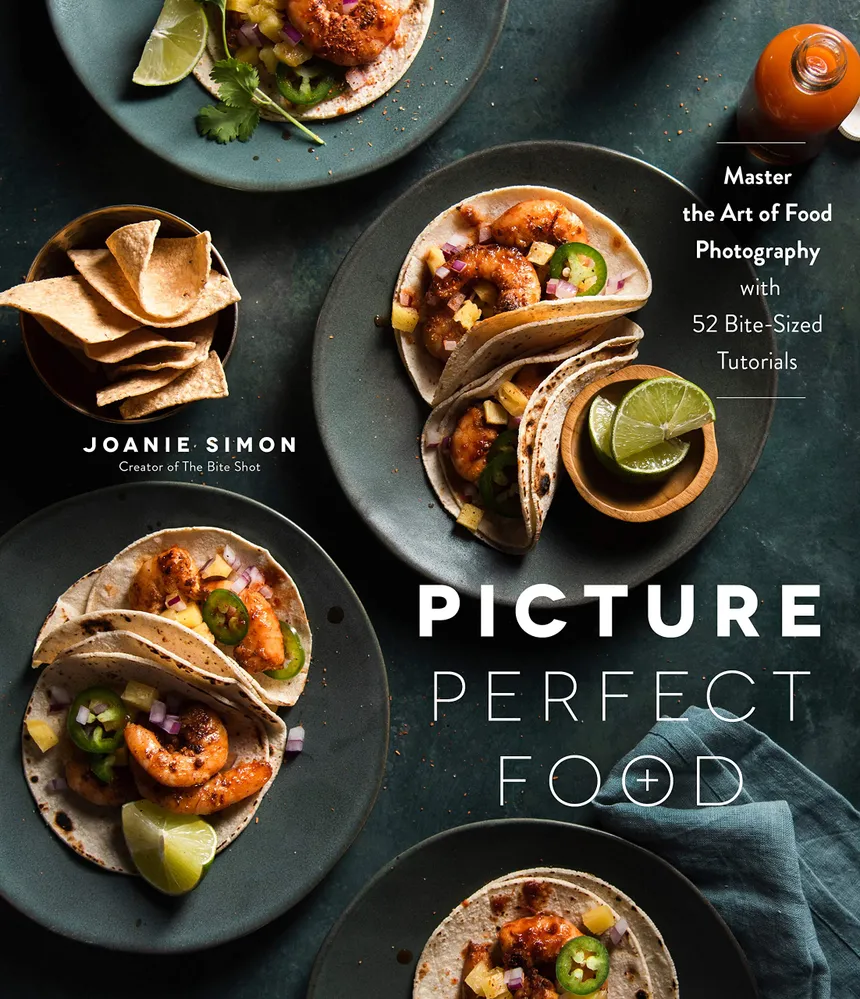 Master
the Art of Food
Photography
with
52 Bite-Sized
Tutorials
JOANIE SIMON
Creator of The Bite Shot
PICTURE
PERFECT
FOOD